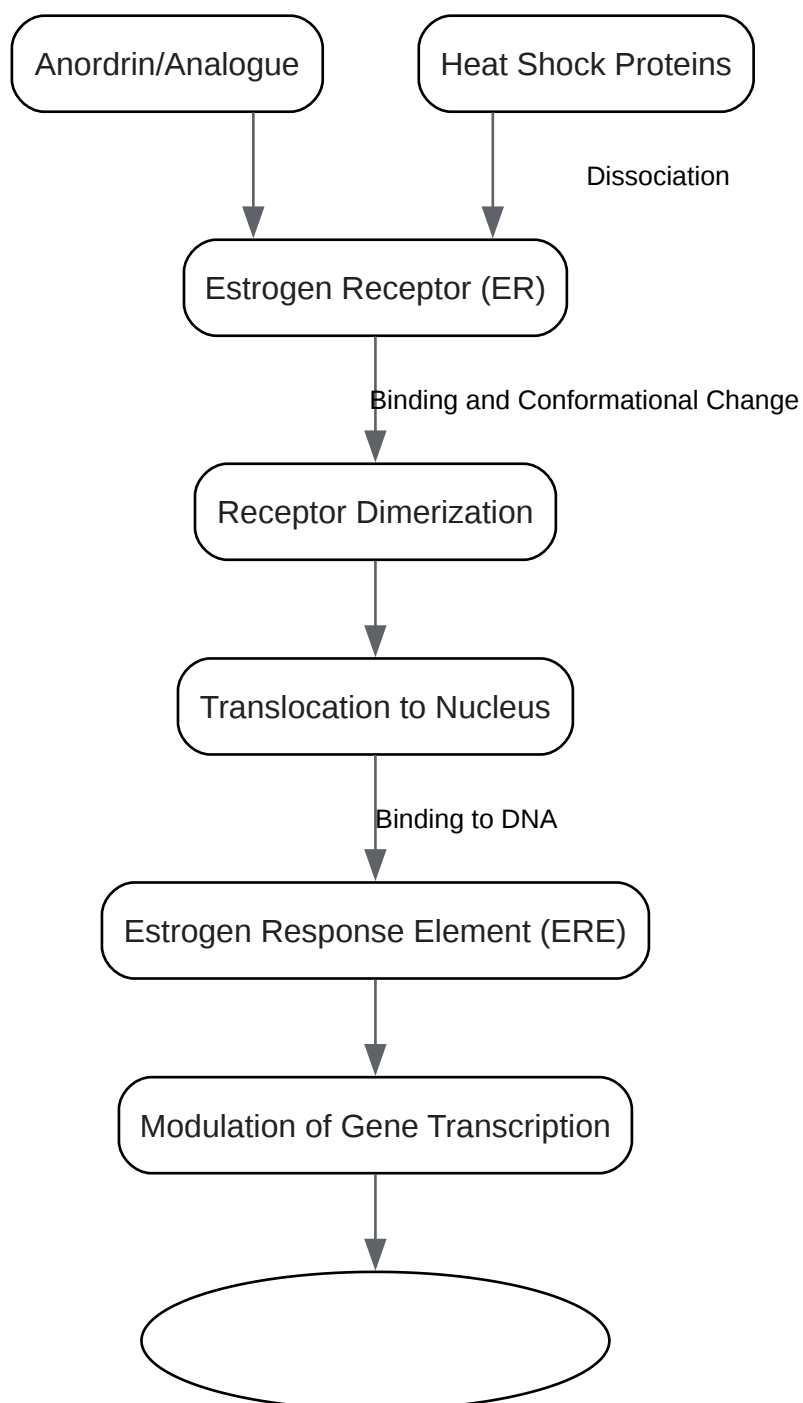 Anordrin/Analogue
Heat Shock Proteins
Dissociation
Estrogen Receptor (ER)
Binding and Conformational Change
Receptor Dimerization
Translocation to Nucleus
Binding to DNA
Estrogen Response Element (ERE)
Modulation of Gene Transcription